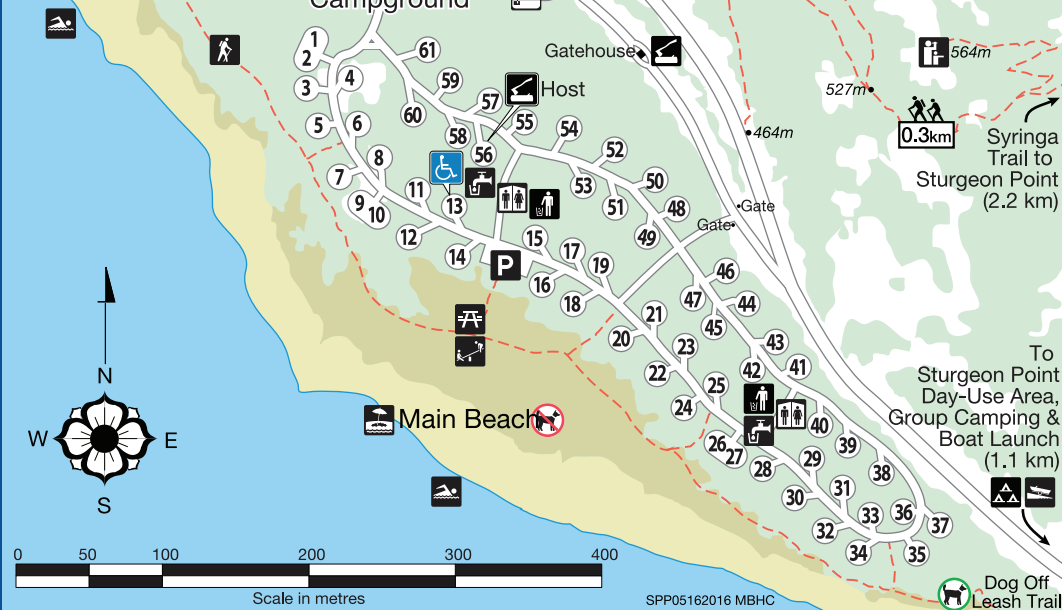 Campground
1
2
3
4
5
6
7
8
9
10
11
12
13
14
15
16
17
18
19
20
21
22
23
24
25
26
27
28
29
30
31
32
33
34
35
36
37
38
39
40
41
42
43
44
45
46
47
48
49
50
51
52
53
54
55
56
57
58
59
60
61
Host
Gatehouse
564m
527m
0.3km
464m
Syringa
Trail to
Sturgeon Point
(2.2 km)
Gate
Gate
P
Main Beach
To
Sturgeon Point
Day-Use Area,
Group Camping &
Boat Launch
(1.1 km)
N
W
E
S
0 50 100 200 300 400
Scale in metres
SPP05162016 MBHC
Dog Off
Leash Trail